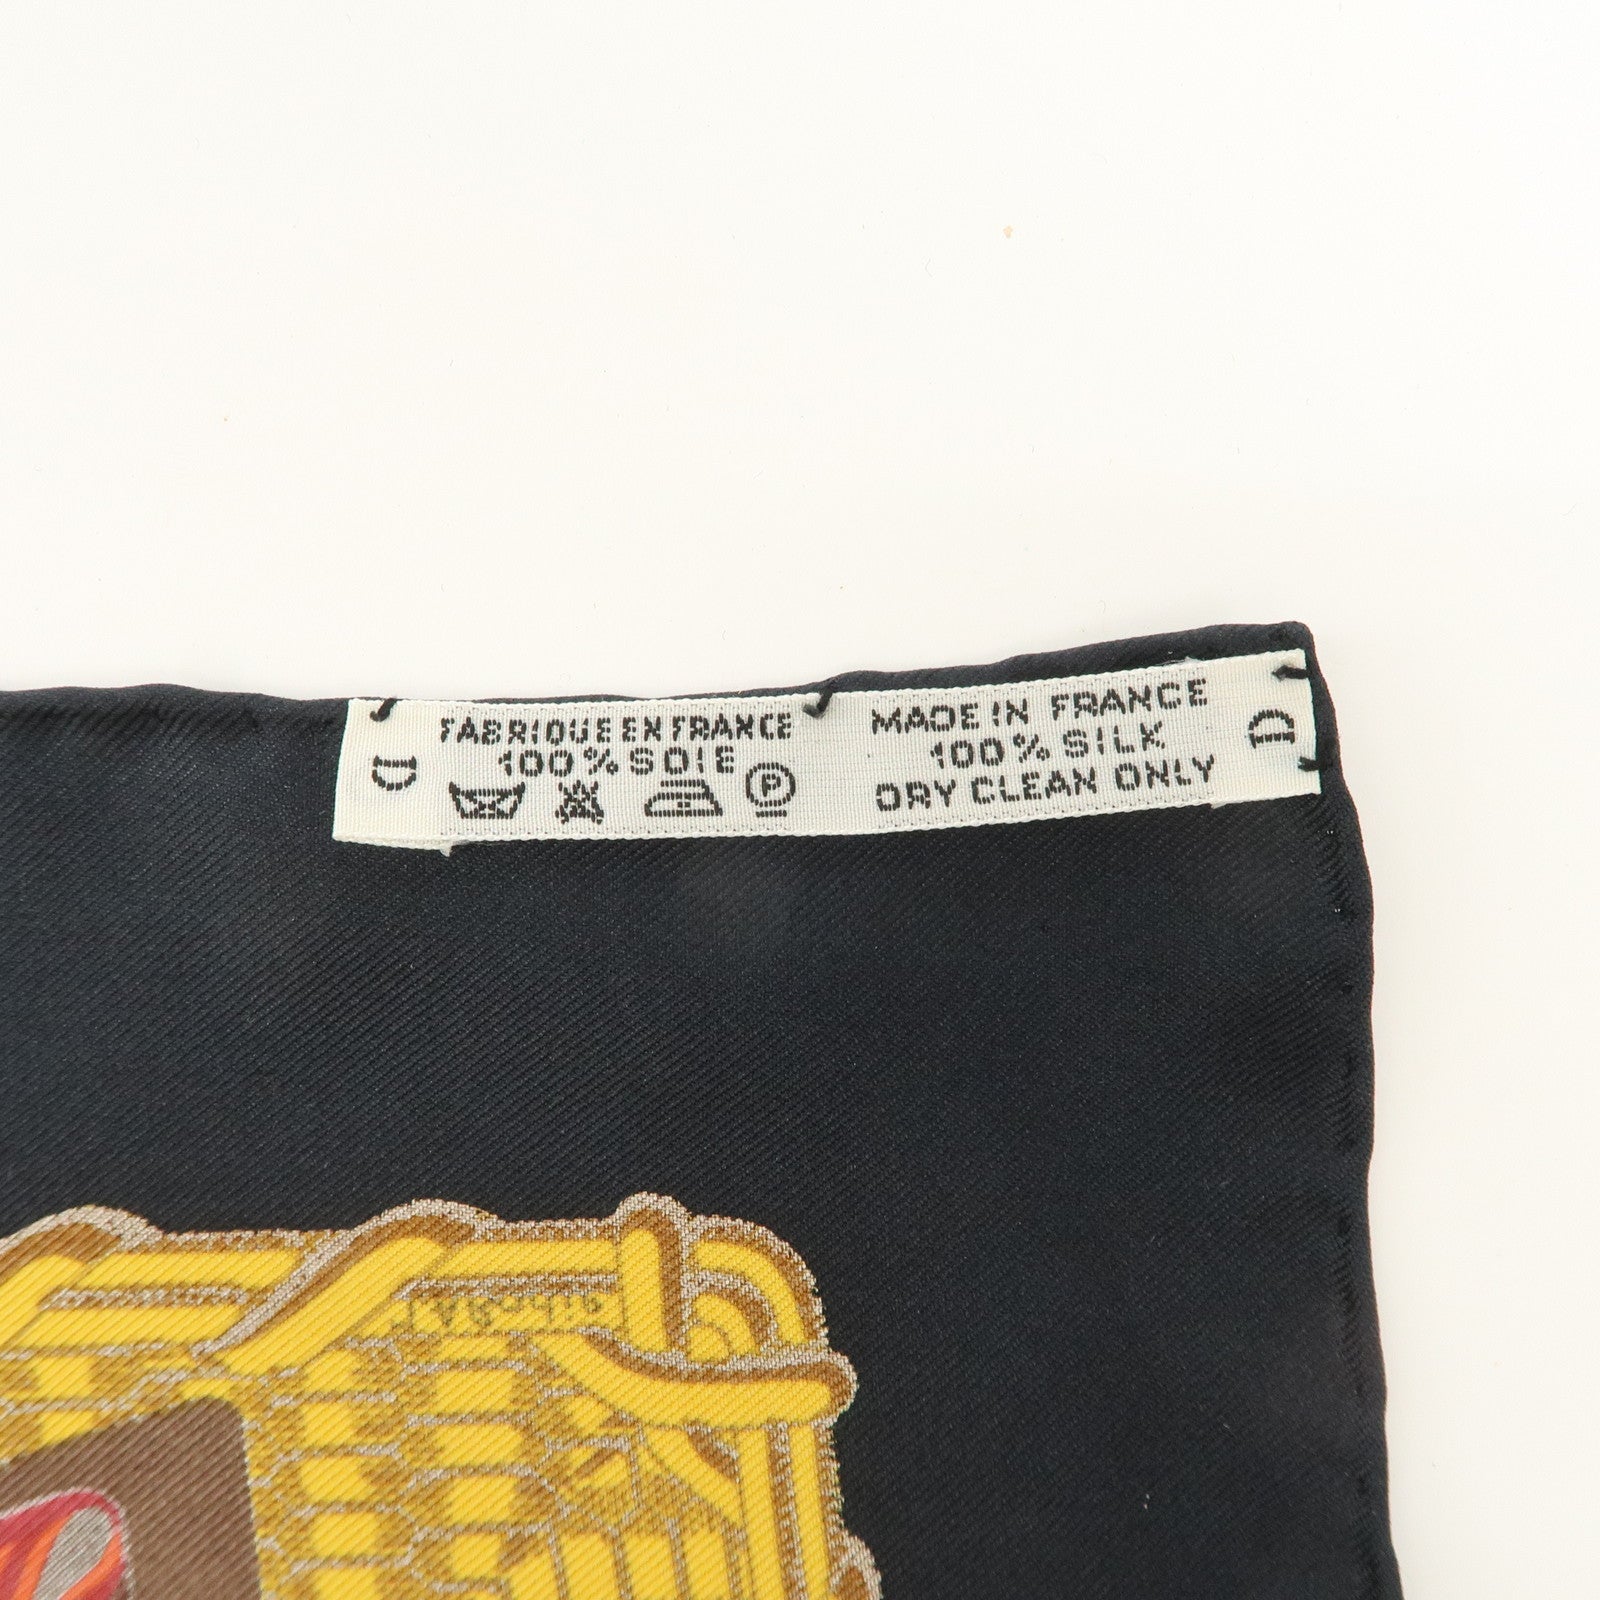 FABRIQUE EN FRANCE
100% SOIE
D
P
MADE IN FRANCE
100% SILK
DRY CLEAN ONLY
D